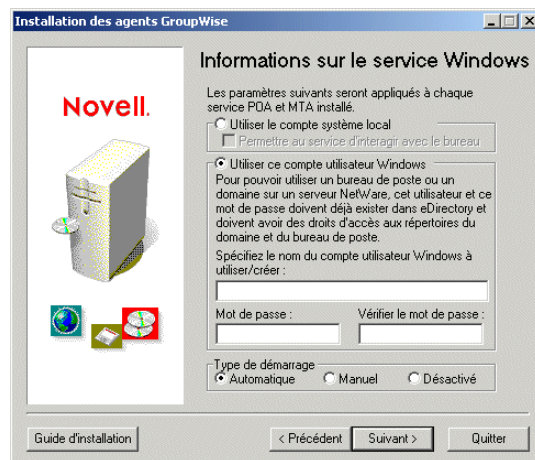 Installation des agents GroupWise
Informations sur le service Windows
Novell.
Les paramètres suivants seront appliqués à chaque
service POA et MTA installé.
Utiliser le compte système local
Permettre au service d'interagir avec le bureau
Utiliser ce compte utilisateur Windows
Pour pouvoir utiliser un bureau de poste ou un
domaine sur un serveur NetWare, cet utilisateur et ce
mot de passe doivent déjà exister dans eDirectory et
doivent avoir des droits d'accès aux répertoires du
domaine et du bureau de poste.
Spécifiez le nom du compte utilisateur Windows à
utiliser/créer :
Mot de passe :
Vérifier le mot de passe :
Type de démarrage
Automatique
Manuel
Désactivé
Guide d'installation
< Précédent
Suivant >
Quitter